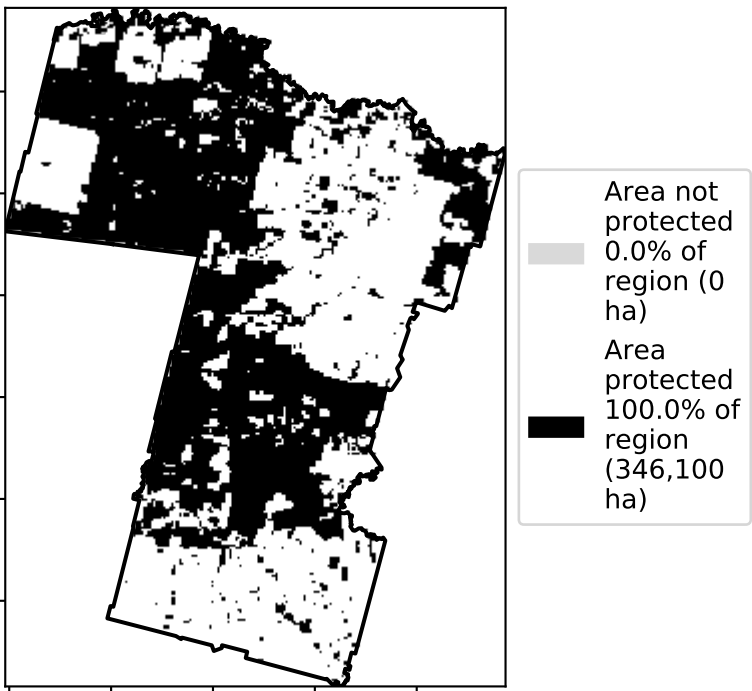 Area not
protected
0.0% of
region (0
ha)
Area
protected
100.0% of
region
(346,100
ha)